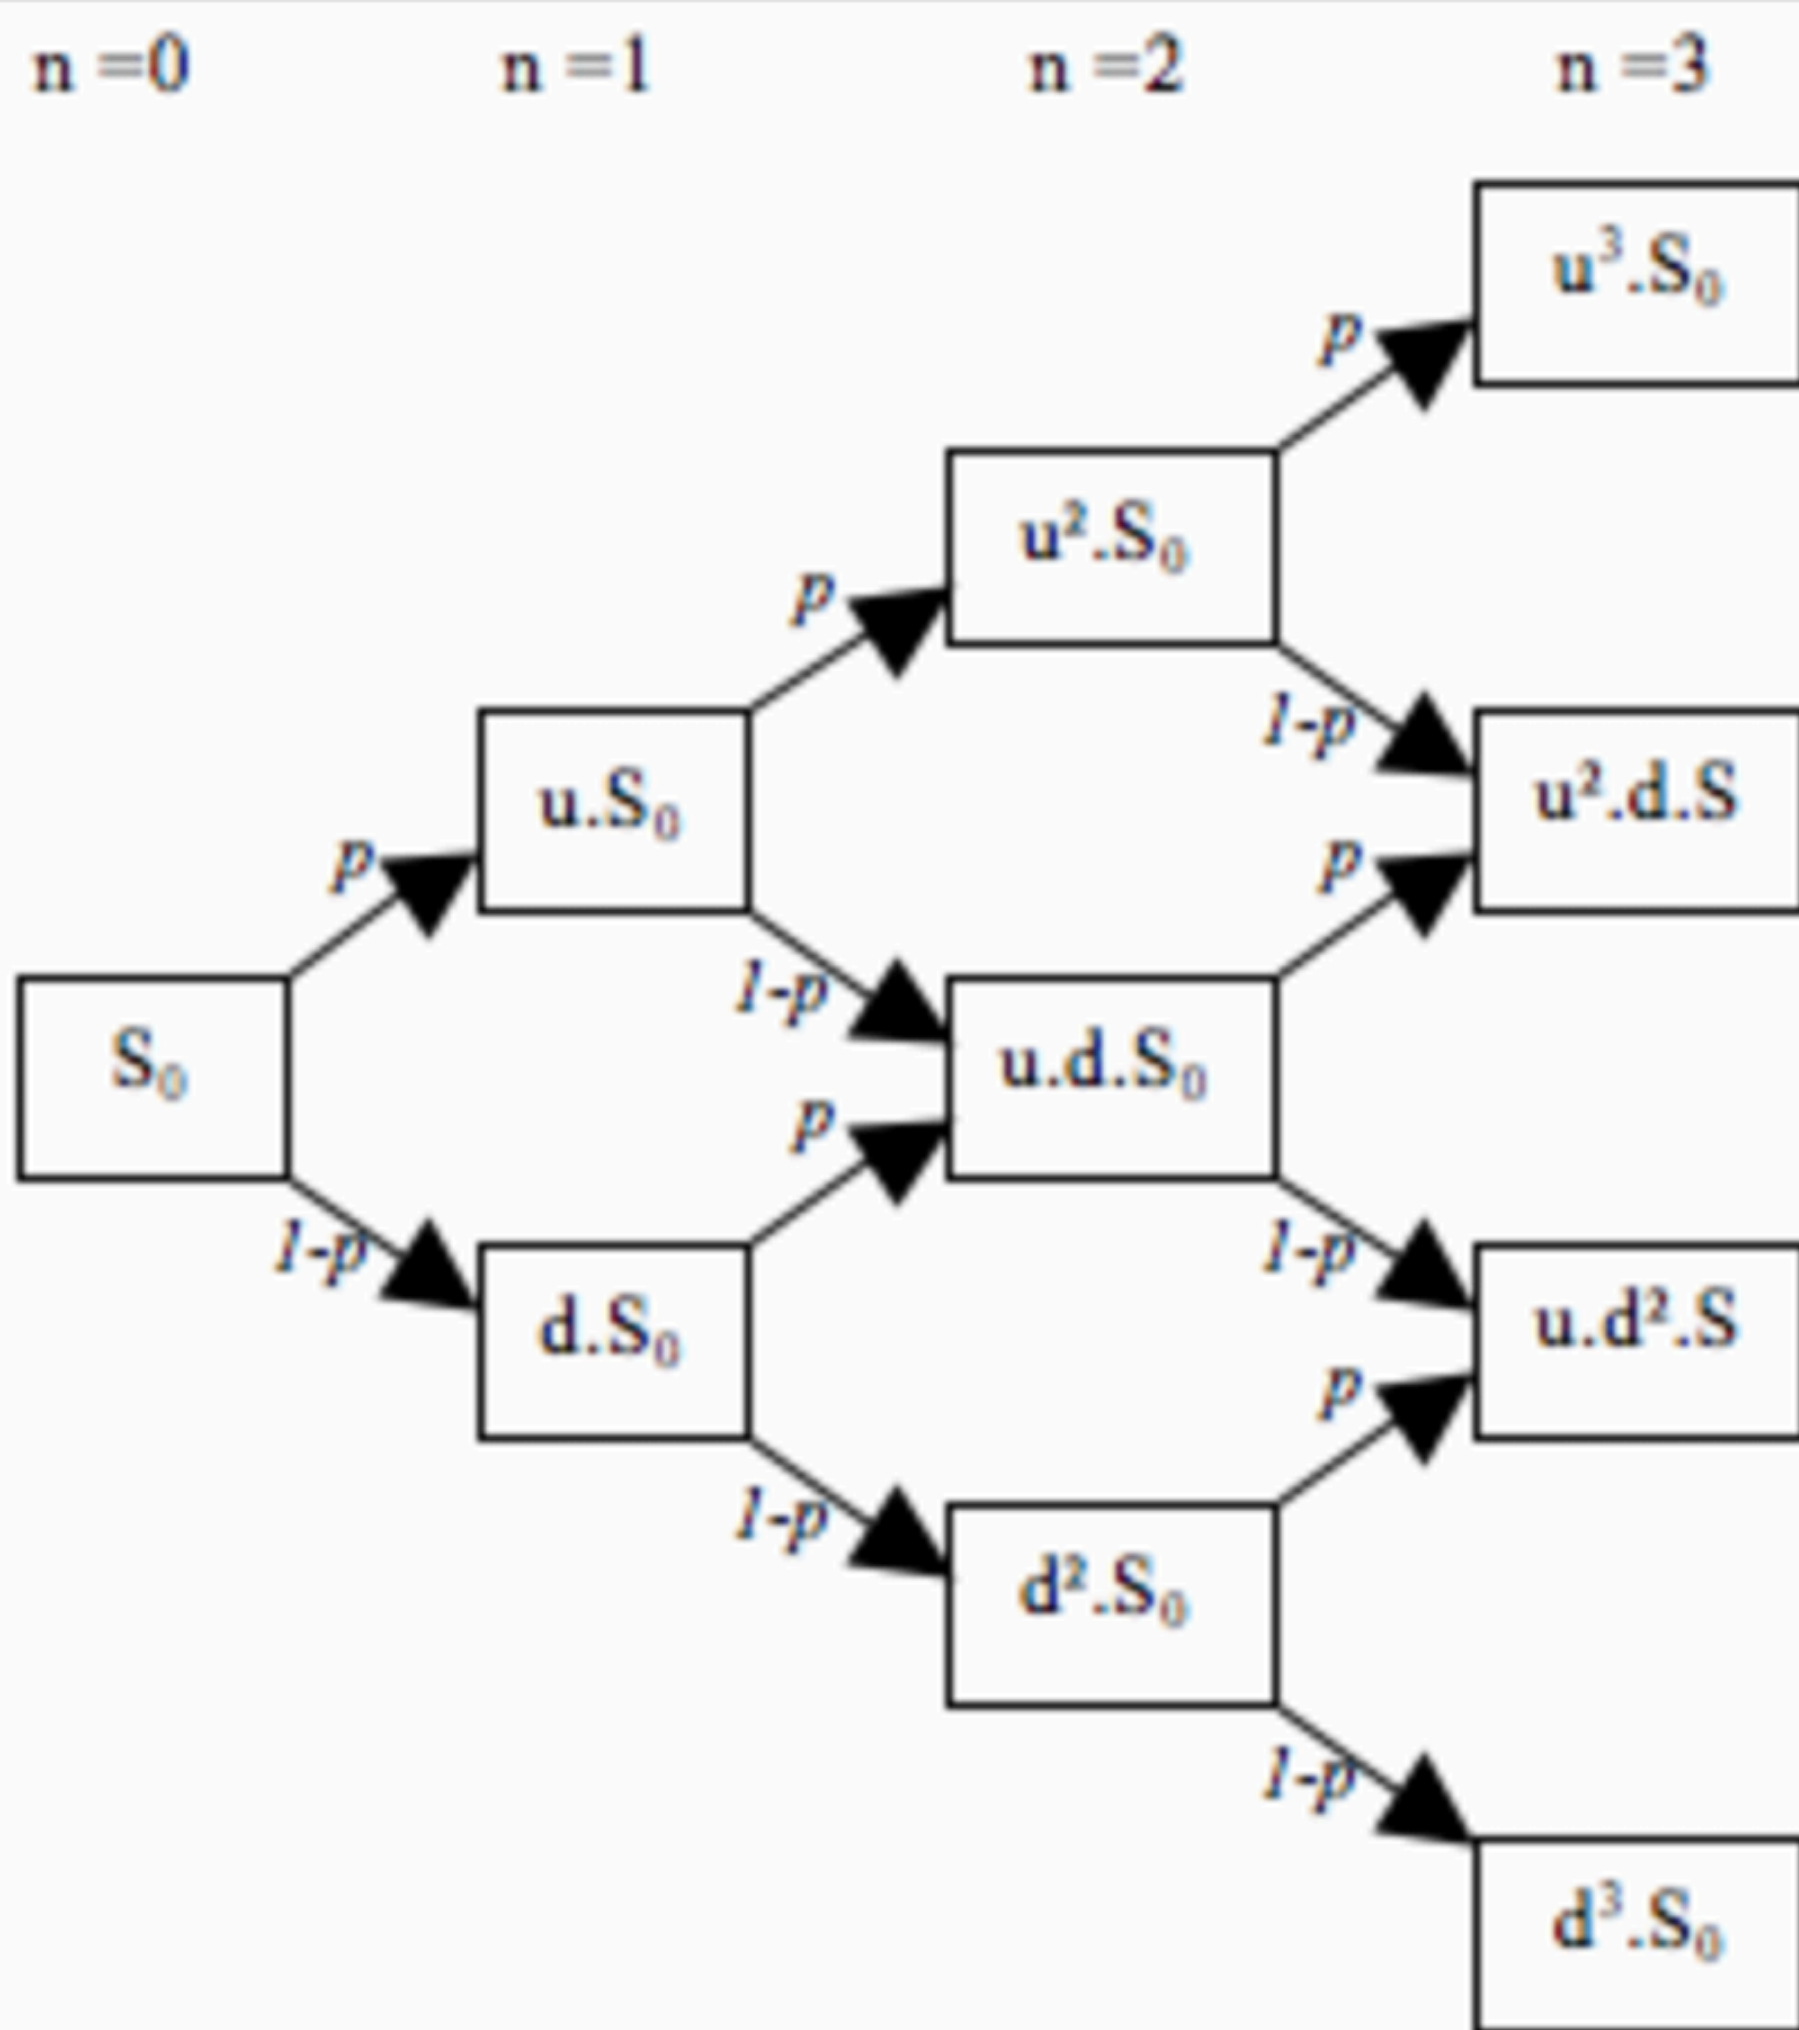 n =0 n =1 n =2 n =3
u³.S₀
p
u².S₀
p
1-p
u.S₀
u².d.S
p
p
1-p
S₀
u.d.S₀
p
1-p
1-p
d.S₀
u.d².S
p
1-p
d².S₀
1-p
d³.S₀